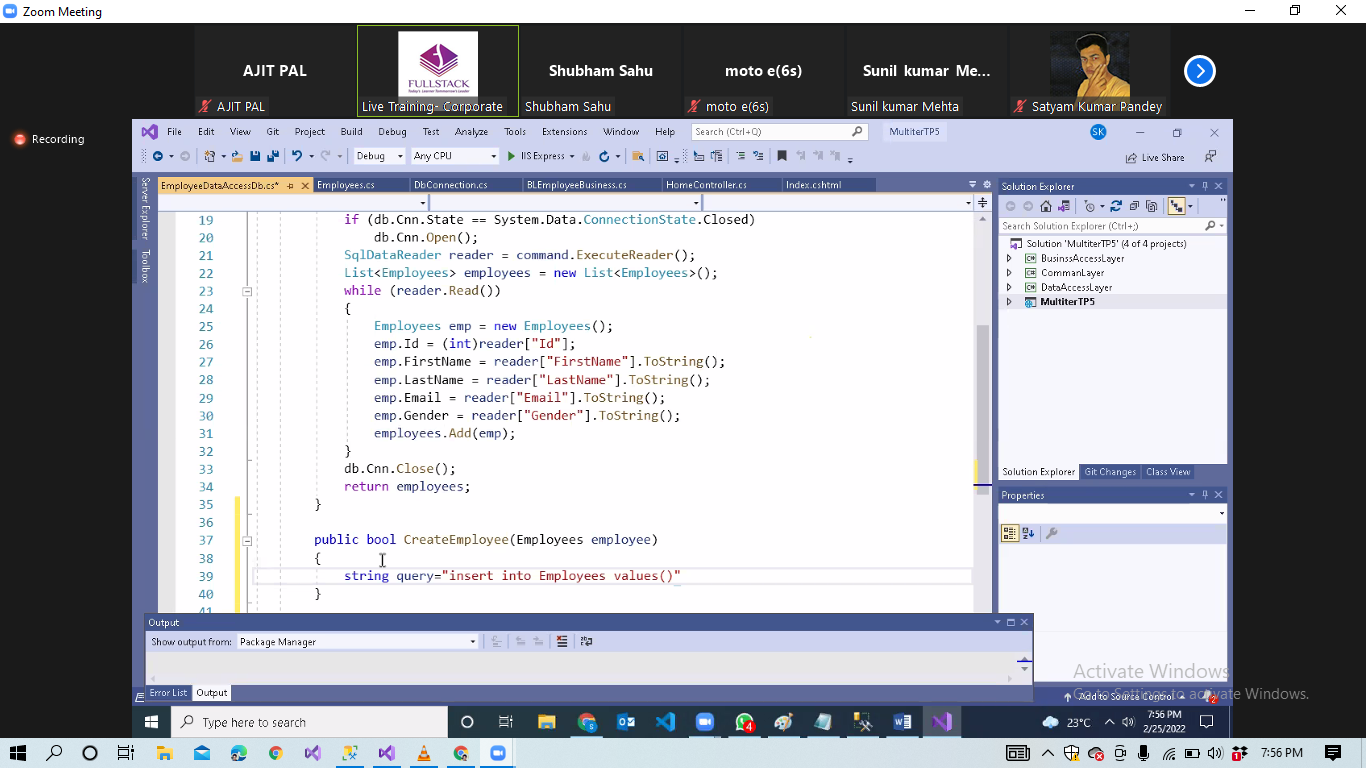 Zoom Meeting
AJIT PAL
AJIT PAL
FULLSTACK
Live Training- Corporate
Shubham Sahu
Shubham Sahu
moto e(6s)
moto e(6s)
Sunil kumar Me...
Sunil kumar Mehta
Satyam Kumar Pandey
Recording
File Edit View Git Project Build Debug Test Analyze Tools Extensions Window Help Search (Ctrl+Q) MultiterTP5 SK
Debug Any CPU IIS Express Live Share
Server Explorer
Toolbox
EmployeeDataAccessDb.cs* Employees.cs DbConnection.cs BLEmployeeBusiness.cs HomeController.cs Index.cshtml
19 if (db.Cnn.State == System.Data.ConnectionState.Closed)
20 db.Cnn.Open();
21 SqlDataReader reader = command.ExecuteReader();
22 List<Employees> employees = new List<Employees>();
23 while (reader.Read())
24 {
25 Employees emp = new Employees();
26 emp.Id = (int)reader["Id"];
27 emp.FirstName = reader["FirstName"].ToString();
28 emp.LastName = reader["LastName"].ToString();
29 emp.Email = reader["Email"].ToString();
30 emp.Gender = reader["Gender"].ToString();
31 employees.Add(emp);
32 }
33 db.Cnn.Close();
34 return employees;
35 }
36
37 public bool CreateEmployee(Employees employee)
38 {
39 string query="insert into Employees values()"
40 }
41
Solution Explorer
Search Solution Explorer (Ctrl+;)
Solution 'MultiterTP5' (4 of 4 projects)
BusinssAccessLayer
CommanLayer
DataAccessLayer
MultiterTP5
Solution Explorer Git Changes Class View
Properties
Output
Show output from: Package Manager
Error List Output
Activate Windows
Go to Settings to activate Windows.
Add to Source Control 2
Type here to search
4
23°C
7:56 PM
2/25/2022
7:56 PM